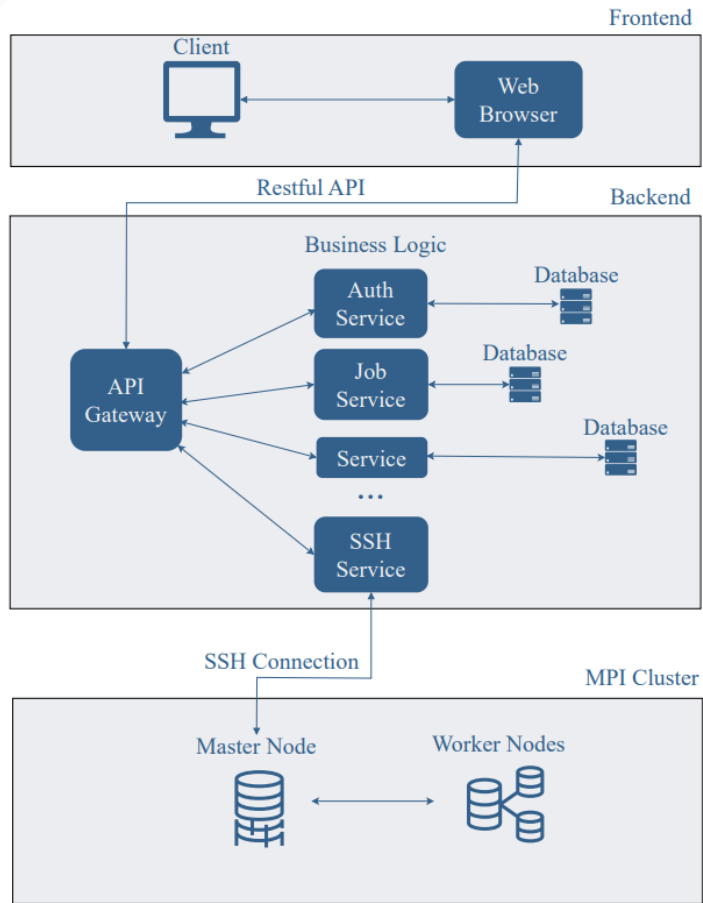 Frontend
Client
Web
Browser
Restful API
Backend
Business Logic
Auth
Service
Database
Job
Service
Database
API
Gateway
Service
Database
...
SSH
Service
SSH Connection
MPI Cluster
Master Node
Worker Nodes